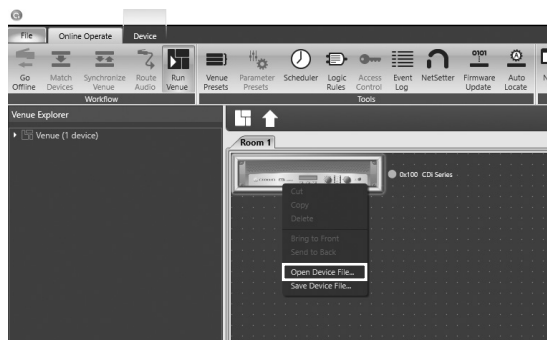 File Online Operate Device
Go Offline Match Devices Synchronize Venue Route Audio Run Venue Venue Presets Parameter Presets Scheduler Logic Rules Access Control Event Log NetSetter Firmware Update Auto Locate
Workflow Tools
Venue Explorer
Venue (1 device)
Room 1
0x100 CDi Series
Cut
Copy
Delete
Bring to Front
Send to Back
Open Device File...
Save Device File...